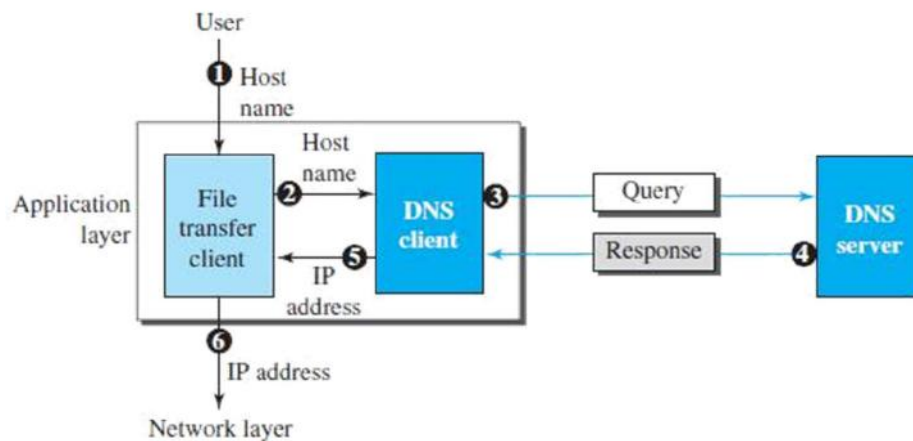 User
1
Host
name
Host
name
2
3
Query
Application
layer
File
transfer
client
DNS
client
DNS
server
5
IP
address
Response
4
6
IP address
Network layer